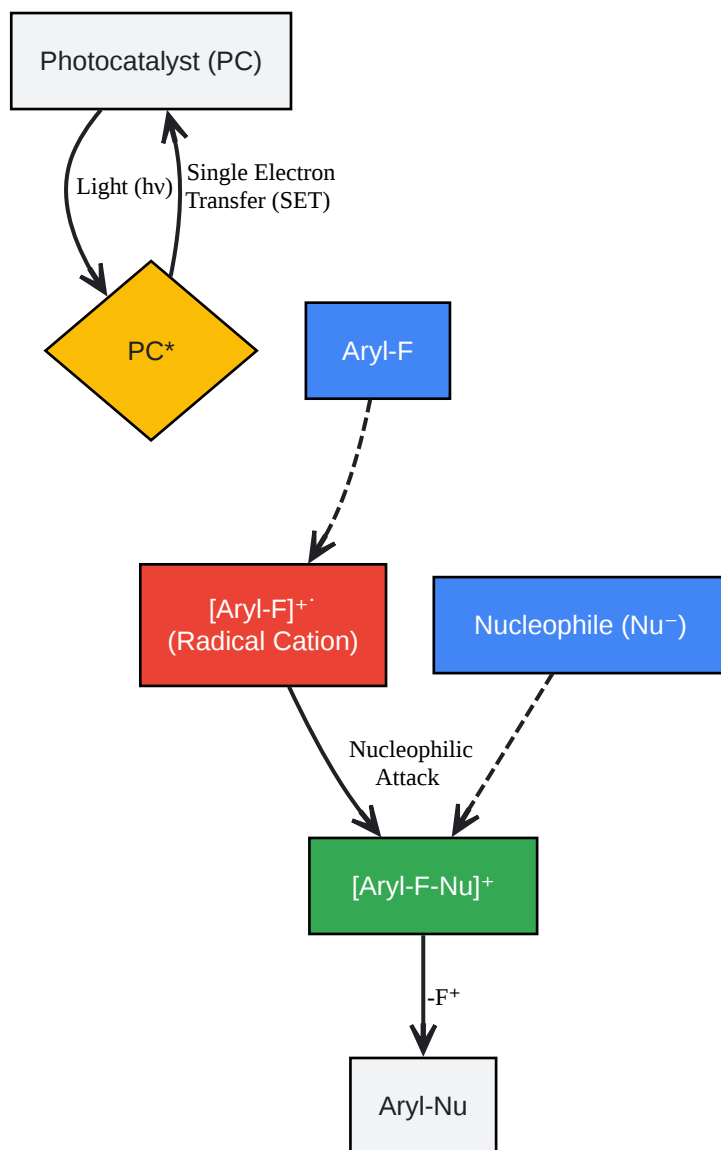 Photocatalyst (PC)
Light (hν)
Single Electron
Transfer (SET)
PC*
Aryl-F
[Aryl-F]⁺˙
(Radical Cation)
Nucleophile (Nu⁻)
Nucleophilic
Attack
[Aryl-F-Nu]⁺
-F⁺
Aryl-Nu